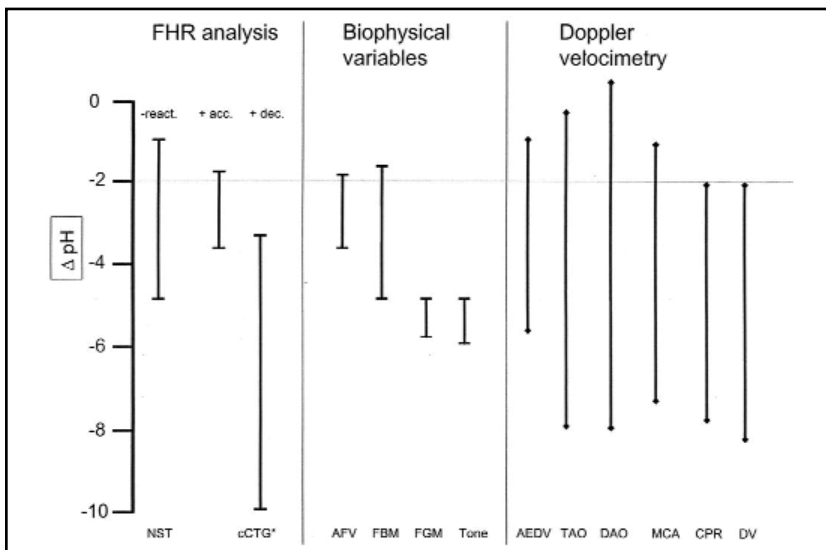 FHR analysis
Biophysical
variables
Doppler
velocimetry
0
-react.
+ acc.
+ dec.
-2
-4
-6
-8
-10
Δ pH
NST
cCTG*
AFV
FBM
FGM
Tone
AEDV
TAO
DAO
MCA
CPR
DV